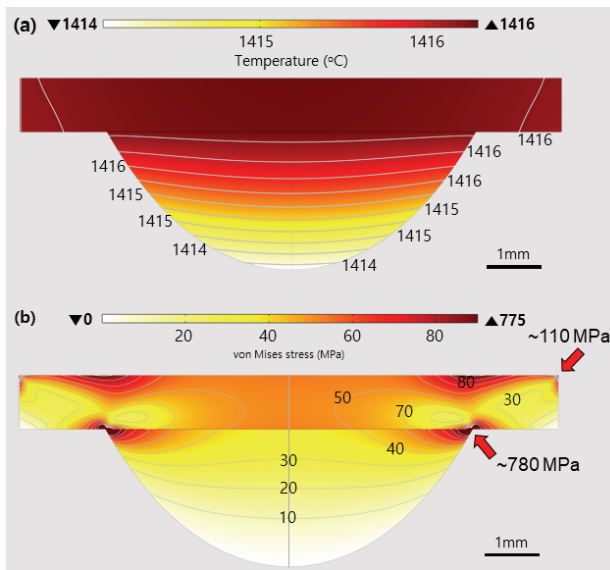 (a) ▼1414 ▲1416
1415 1416
Temperature (ºC)
1416 1416 1416
1416 1416
1415 1415
1415 1415
1414 1414
1mm
(b) ▼0 ▲775
20 40 60 80
von Mises stress (MPa)
~110 MPa
80
50 30
70
40
30
20
10
~780 MPa
1mm